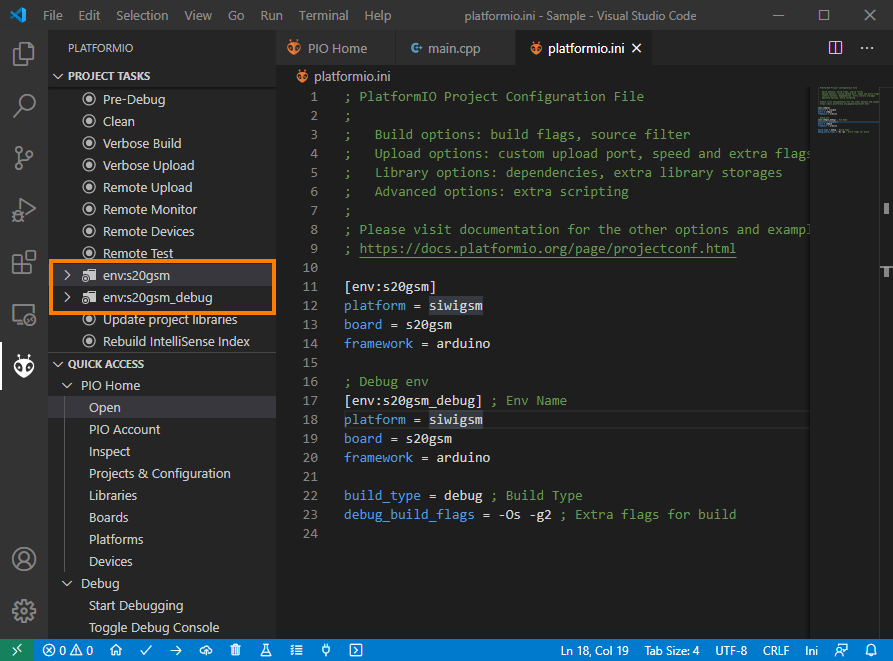 File Edit Selection View Go Run Terminal Help platformio.ini - Sample - Visual Studio Code
PLATFORMIO
PROJECT TASKS
Pre-Debug
Clean
Verbose Build
Verbose Upload
Remote Upload
Remote Monitor
Remote Devices
Remote Test
env:s20gsm
env:s20gsm_debug
Update project libraries
Rebuild IntelliSense Index
QUICK ACCESS
PIO Home
Open
PIO Account
Inspect
Projects & Configuration
Libraries
Boards
Platforms
Devices
Debug
Start Debugging
Toggle Debug Console
PIO Home main.cpp platformio.ini
platformio.ini
1 ; PlatformIO Project Configuration File
2 ;
3 ;   Build options: build flags, source filter
4 ;   Upload options: custom upload port, speed and extra flags
5 ;   Library options: dependencies, extra library storages
6 ;   Advanced options: extra scripting
7 ;
8 ; Please visit documentation for the other options and exampl
9 ; https://docs.platformio.org/page/projectconf.html
10
11 [env:s20gsm]
12 platform = siwigsm
13 board = s20gsm
14 framework = arduino
15
16 ; Debug env
17 [env:s20gsm_debug] ; Env Name
18 platform = siwigsm
19 board = s20gsm
20 framework = arduino
21
22 build_type = debug ; Build Type
23 debug_build_flags = -Os -g2 ; Extra flags for build
24
0 0 Ln 18, Col 19 Tab Size: 4 UTF-8 CRLF Ini